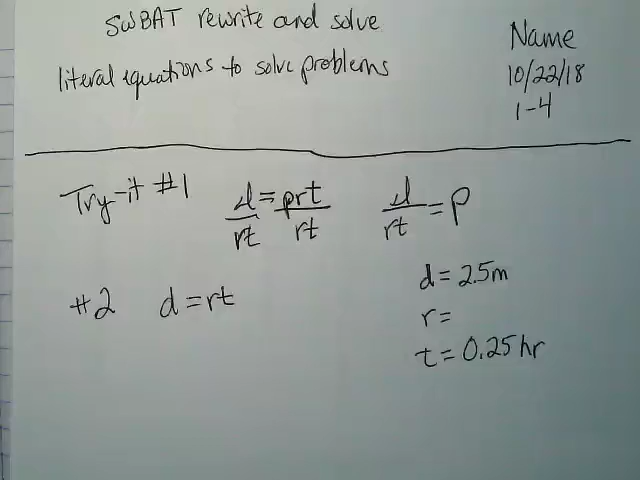 SWBAT rewrite and solve
literal equations to solve problems
Name
10/22/18
1-4
Try-it #1 d/rt = prt/rt d/rt = p
#2 d = rt
d = 2.5m
r =
t = 0.25 hr